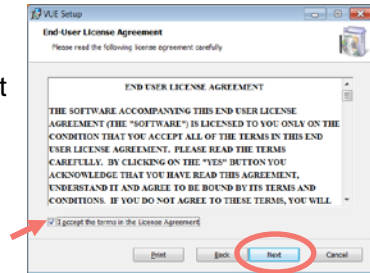 VUE Setup
End-User License Agreement
Please read the following license agreement carefully
t
END USER LICENSE AGREEMENT
THE SOFTWARE ACCOMPANYING THIS END USER LICENSE
AGREEMENT (THE "SOFTWARE") IS LICENSED TO YOU ONLY ON THE
CONDITION THAT YOU ACCEPT ALL OF THE TERMS IN THIS END
USER LICENSE AGREEMENT. PLEASE READ THE TERMS
CAREFULLY. BY CLICKING ON THE "YES" BUTTON YOU
ACKNOWLEDGE THAT YOU HAVE READ THIS AGREEMENT,
UNDERSTAND IT AND AGREE TO BE BOUND BY ITS TERMS AND
CONDITIONS. IF YOU DO NOT AGREE TO THESE TERMS, YOU WILL
I accept the terms in the License Agreement
Print Back Next Cancel